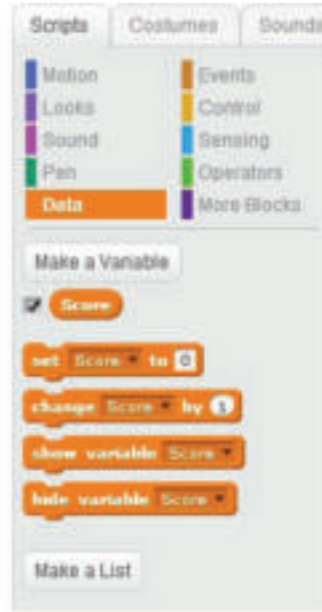 Scripts Costumes Sounds
Motion Events
Looks Control
Sound Sensing
Pen Operators
Data More Blocks
Make a Variable
Score
set Score to 0
change Score by 1
show variable Score
hide variable Score
Make a List